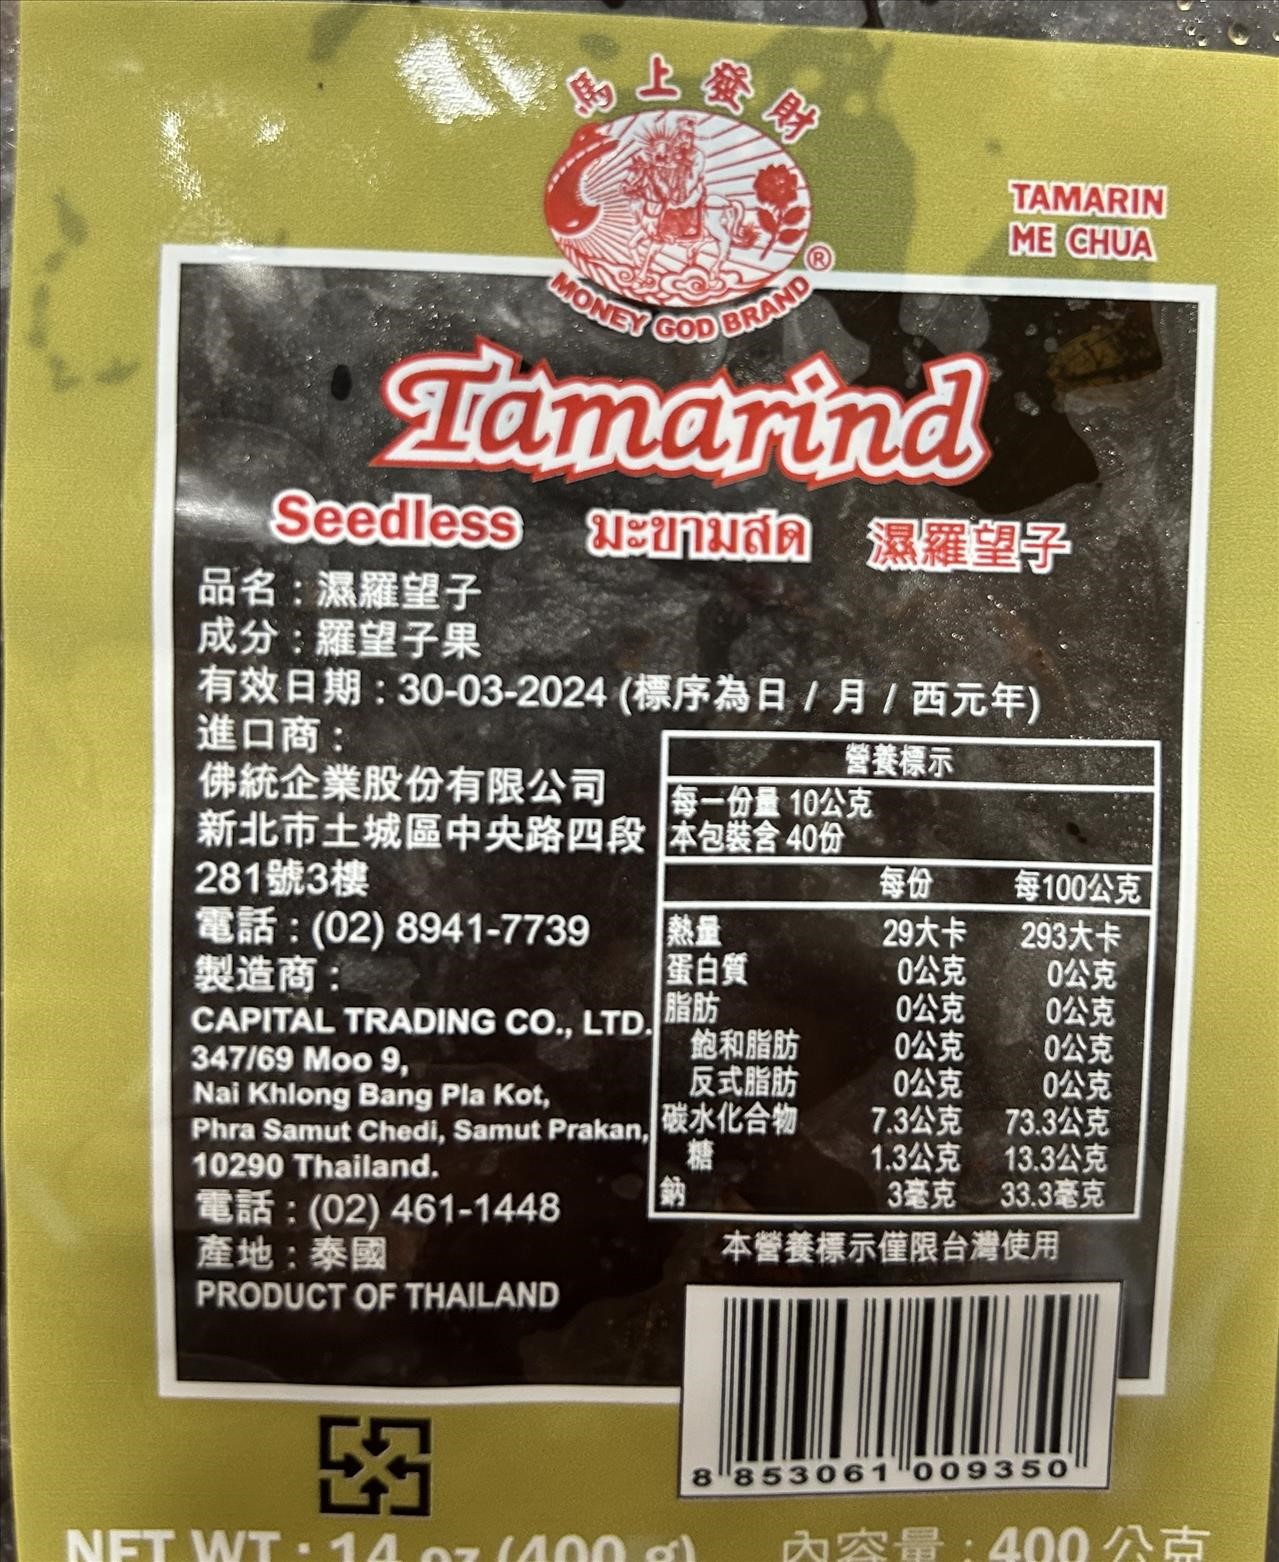 馬上發財
MONEY GOD BRAND ®
TAMARIN
ME CHUA
Tamarind
Seedless มะขามสด 濕羅望子
品名：濕羅望子
成分：羅望子果
有效日期：30-03-2024 (標序為日 / 月 / 西元年)
進口商：
佛統企業股份有限公司
新北市土城區中央路四段
281號3樓
電話：(02) 8941-7739
製造商：
CAPITAL TRADING CO., LTD.
347/69 Moo 9,
Nai Khlong Bang Pla Kot,
Phra Samut Chedi, Samut Prakan,
10290 Thailand.
電話：(02) 461-1448
產地：泰國
PRODUCT OF THAILAND
營養標示
每一份量 10公克
本包裝含 40份
每份 每100公克
熱量 29大卡 293大卡
蛋白質 0公克 0公克
脂肪 0公克 0公克
飽和脂肪 0公克 0公克
反式脂肪 0公克 0公克
碳水化合物 7.3公克 73.3公克
糖 1.3公克 13.3公克
鈉 3毫克 33.3毫克
本營養標示僅限台灣使用
8 853061 009350
NET WT : 14 oz (400 g) 內容量 : 400 公克